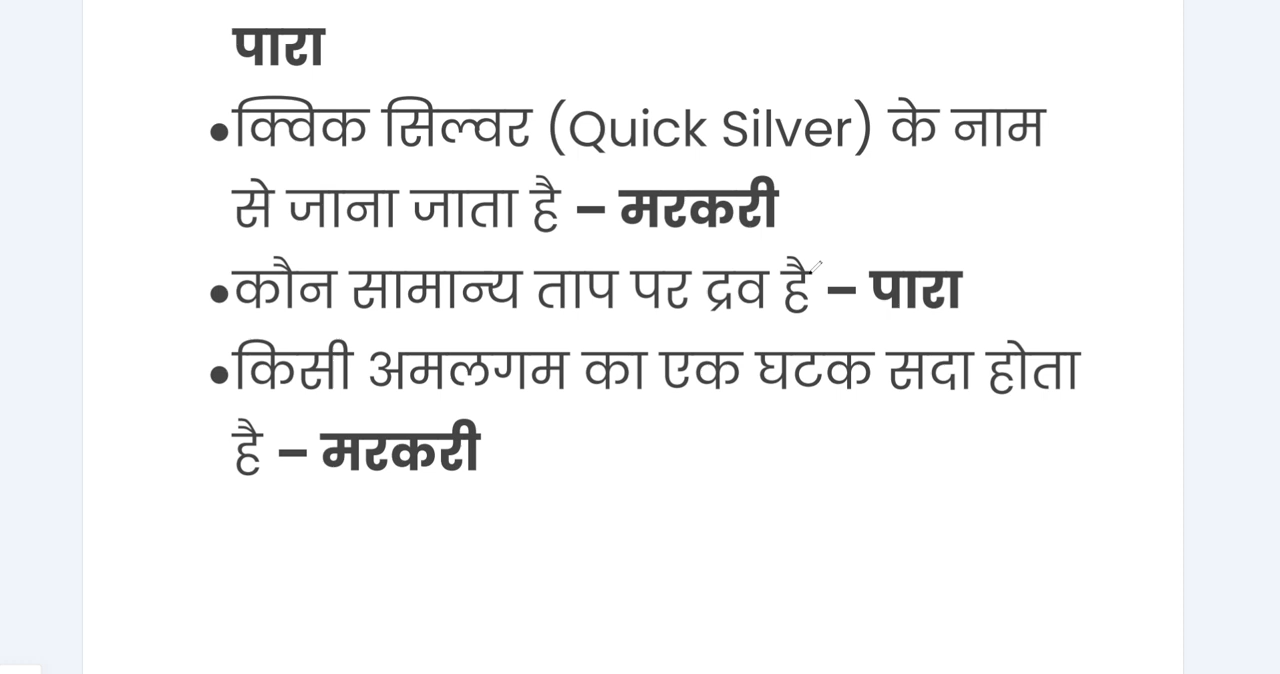 पारा
•क्विक सिल्वर (Quick Silver) के नाम
से जाना जाता है – मरकरी
•कौन सामान्य ताप पर द्रव है – पारा
•किसी अमलगम का एक घटक सदा होता
है – मरकरी